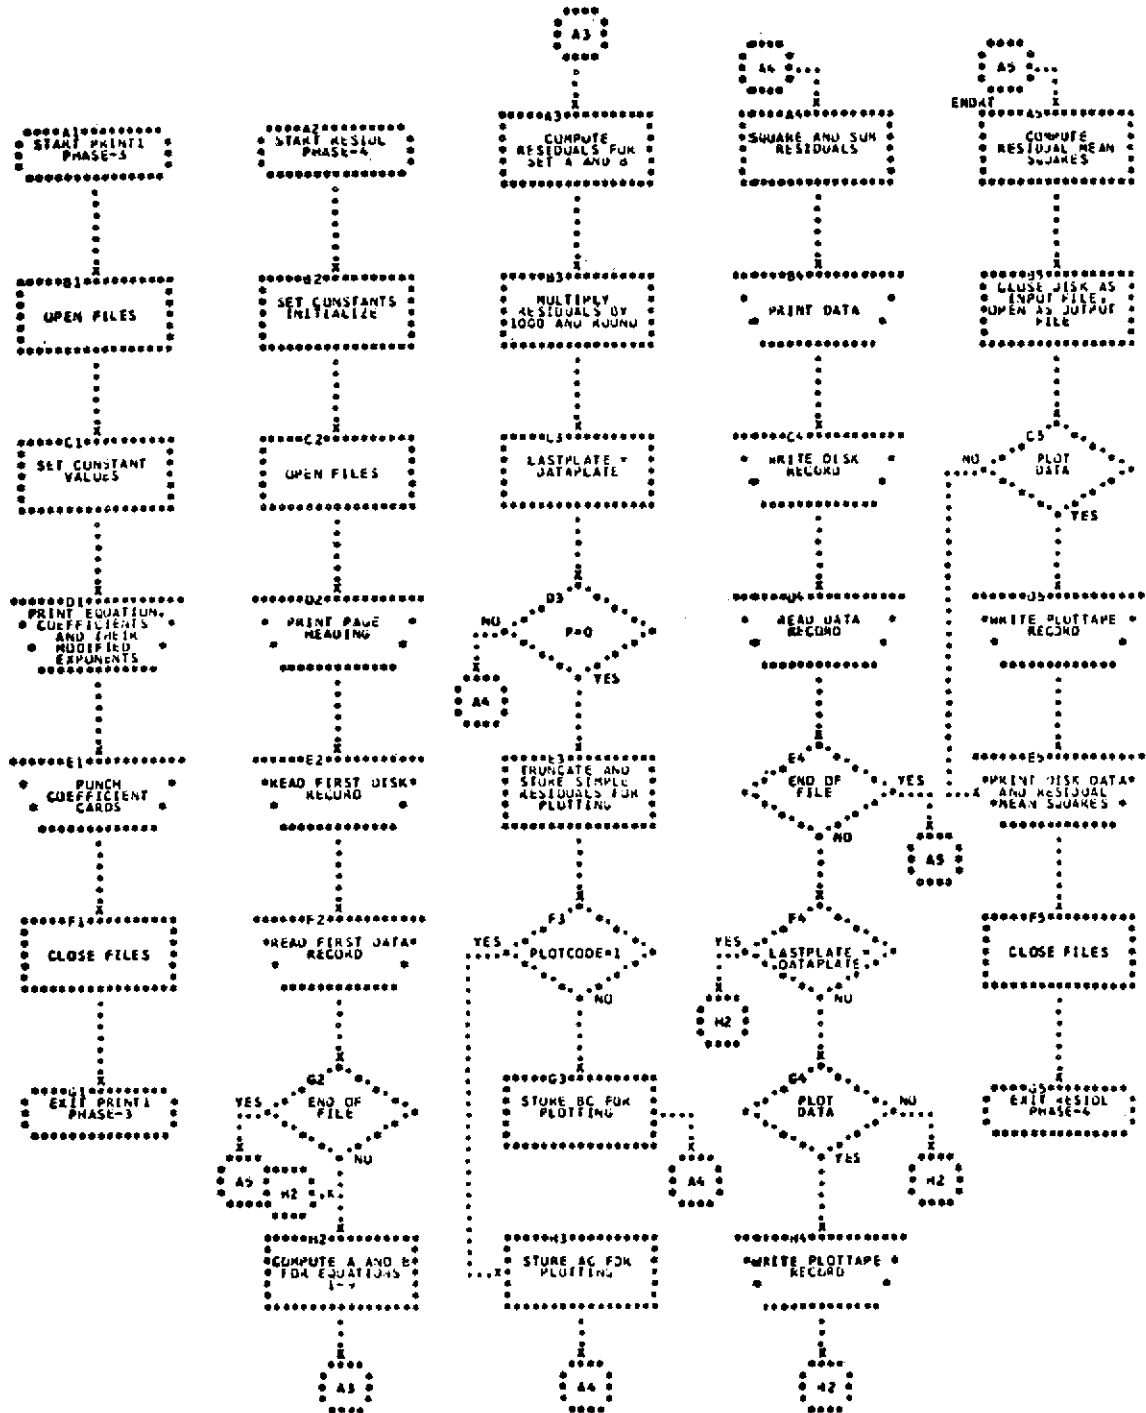 A1
START PRINT1
PHASE-3
B1
OPEN FILES
C1
SET CONSTANT
VALUES
D1
PRINT EQUATION,
COEFFICIENTS
AND THEIR
MODIFIED
EXPONENTS
E1
PUNCH
COEFFICIENT
CARDS
F1
CLOSE FILES
G1
EXIT PRINT1
PHASE-3
A2
START RESIDL
PHASE-4
B2
SET CONSTANTS
INITIALIZE
C2
OPEN FILES
D2
PRINT PAGE
HEADING
E2
READ FIRST DISK
RECORD
F2
READ FIRST DATA
RECORD
G2
END OF
FILE
YES
NO
A5
H2
H2
COMPUTE A AND B
FOR EQUATIONS
1-9
A3
A3
A3
COMPUTE
RESIDUALS FOR
SET A AND B
B3
MULTIPLY
RESIDUALS BY
1000 AND ROUND
C3
LASTPLATE =
DATAPLATE
D3
P=0
NO
YES
A4
E3
TRUNCATE AND
STORE SIMPLE
RESIDUALS FOR
PLOTTING
F3
PLOTCODE=1
YES
NO
G3
STORE BC FOR
PLOTTING
A4
H3
STORE AC FOR
PLOTTING
A4
A4
A4
SQUARE AND SUM
RESIDUALS
B4
PRINT DATA
C4
WRITE DISK
RECORD
D4
READ DATA
RECORD
E4
END OF
FILE
YES
NO
A5
F4
LASTPLATE
DATAPLATE
YES
NO
H2
G4
PLOT
DATA
NO
YES
H2
H4
WRITE PLOTTAPE
RECORD
H2
A5
ENDRT
A5
COMPUTE
RESIDUAL MEAN
SQUARES
B5
CLOSE DISK AS
INPUT FILE,
OPEN AS OUTPUT
FILE
C5
PLOT
DATA
NO
YES
D5
WRITE PLOTTAPE
RECORD
E5
PRINT DISK DATA
AND RESIDUAL
MEAN SQUARES
F5
CLOSE FILES
G5
EXIT RESIDL
PHASE-4